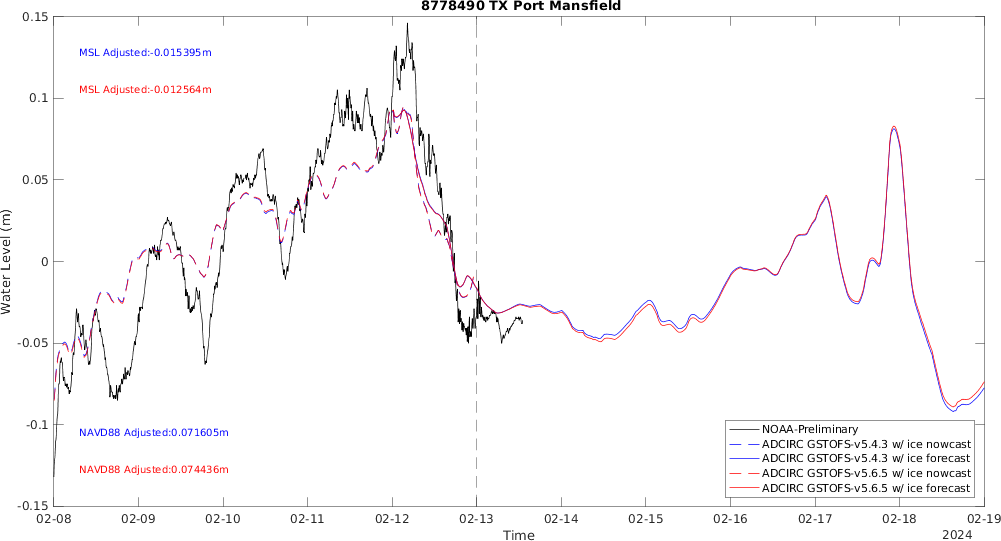 8778490 TX Port Mansfield
0.15
0.1
0.05
0
-0.05
-0.1
-0.15
Water Level (m)
MSL Adjusted:-0.015395m
MSL Adjusted:-0.012564m
NAVD88 Adjusted:0.071605m
NAVD88 Adjusted:0.074436m
NOAA-Preliminary
ADCIRC GSTOFS-v5.4.3 w/ ice nowcast
ADCIRC GSTOFS-v5.4.3 w/ ice forecast
ADCIRC GSTOFS-v5.6.5 w/ ice nowcast
ADCIRC GSTOFS-v5.6.5 w/ ice forecast
02-08 02-09 02-10 02-11 02-12 02-13 02-14 02-15 02-16 02-17 02-18 02-19
Time
2024